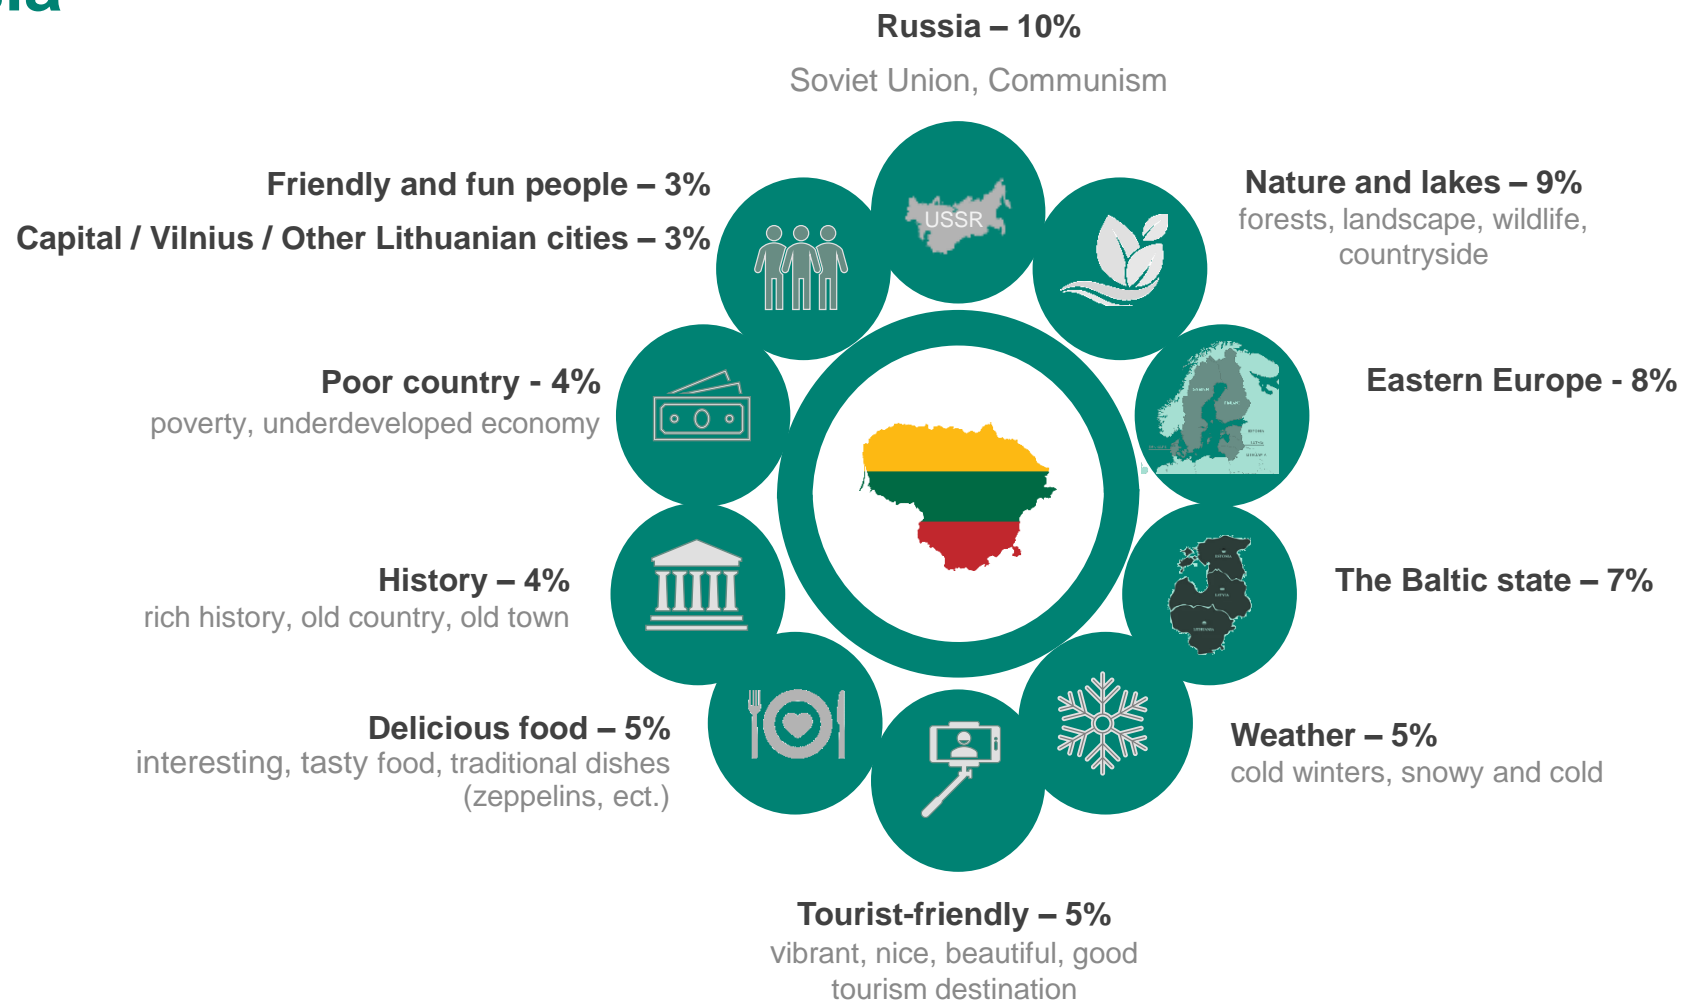 Russia – 10%
Soviet Union, Communism
USSR
Nature and lakes – 9%
forests, landscape, wildlife,
countryside
Eastern Europe - 8%
The Baltic state – 7%
Weather – 5%
cold winters, snowy and cold
Tourist-friendly – 5%
vibrant, nice, beautiful, good
tourism destination
Delicious food – 5%
interesting, tasty food, traditional dishes
(zeppelins, ect.)
History – 4%
rich history, old country, old town
Poor country - 4%
poverty, underdeveloped economy
Friendly and fun people – 3%
Capital / Vilnius / Other Lithuanian cities – 3%